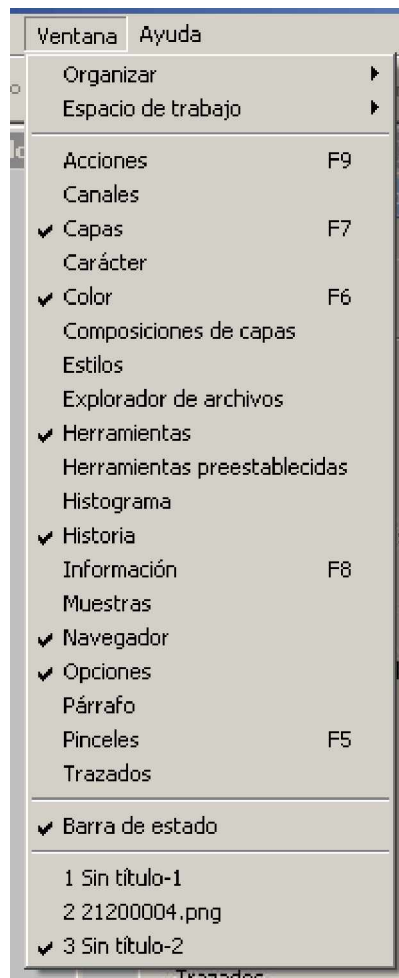 Ventana Ayuda
Organizar
Espacio de trabajo
Acciones F9
Canales
Capas F7
Carácter
Color F6
Composiciones de capas
Estilos
Explorador de archivos
Herramientas
Herramientas preestablecidas
Histograma
Historia
Información F8
Muestras
Navegador
Opciones
Párrafo
Pinceles F5
Trazados
Barra de estado
1 Sin título-1
2 21200004.png
3 Sin título-2
Trazados